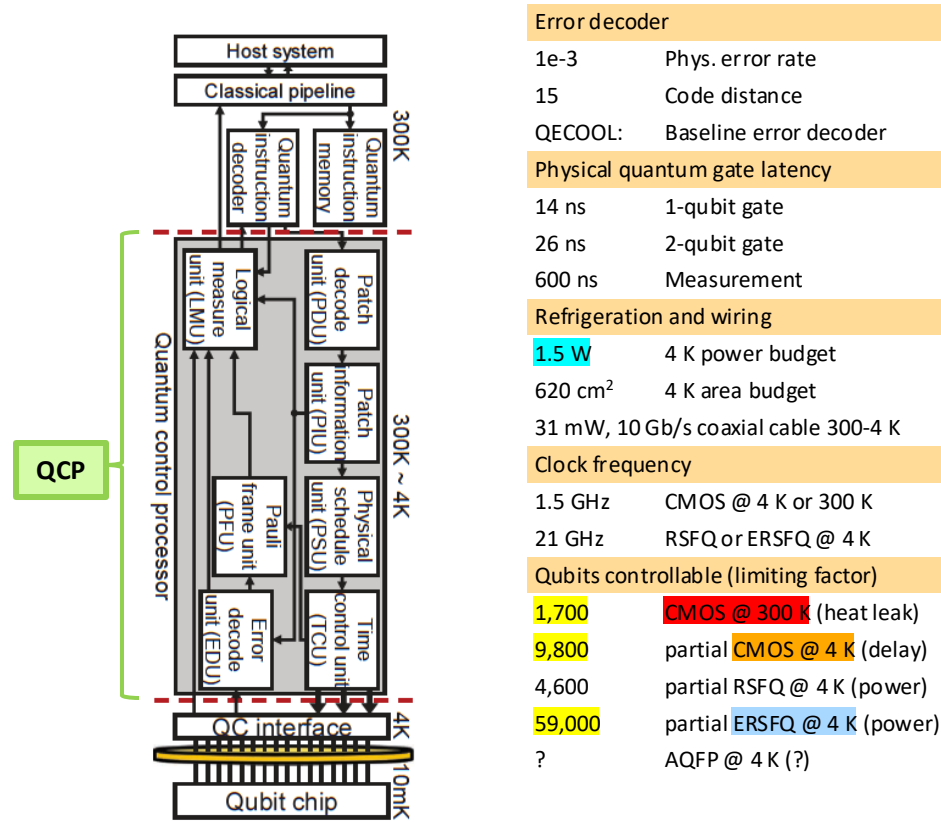 Host system
Classical pipeline
300K
Quantum
instruction
decoder
Quantum
instruction
memory
QCP
Quantum control processor
300K ~ 4K
Logical
measure
unit (LMU)
Patch
decode
unit (PDU)
Patch
information
unit (PIU)
Pauli
frame unit
(PFU)
Physical
schedule
unit (PSU)
Error
decode
unit (EDU)
Time
control unit
(TCU)
4K
QC interface
10mK
Qubit chip
Error decoder
1e-3 Phys. error rate
15 Code distance
QECOOL: Baseline error decoder
Physical quantum gate latency
14 ns 1-qubit gate
26 ns 2-qubit gate
600 ns Measurement
Refrigeration and wiring
1.5 W 4 K power budget
620 cm² 4 K area budget
31 mW, 10 Gb/s coaxial cable 300-4 K
Clock frequency
1.5 GHz CMOS @ 4 K or 300 K
21 GHz RSFQ or ERSFQ @ 4 K
Qubits controllable (limiting factor)
1,700 CMOS @ 300 K (heat leak)
9,800 partial CMOS @ 4 K (delay)
4,600 partial RSFQ @ 4 K (power)
59,000 partial ERSFQ @ 4 K (power)
? AQFP @ 4 K (?)